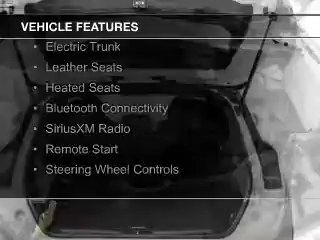 VEHICLE FEATURES
• Electric Trunk
• Leather Seats
• Heated Seats
• Bluetooth Connectivity
• SiriusXM Radio
• Remote Start
• Steering Wheel Controls